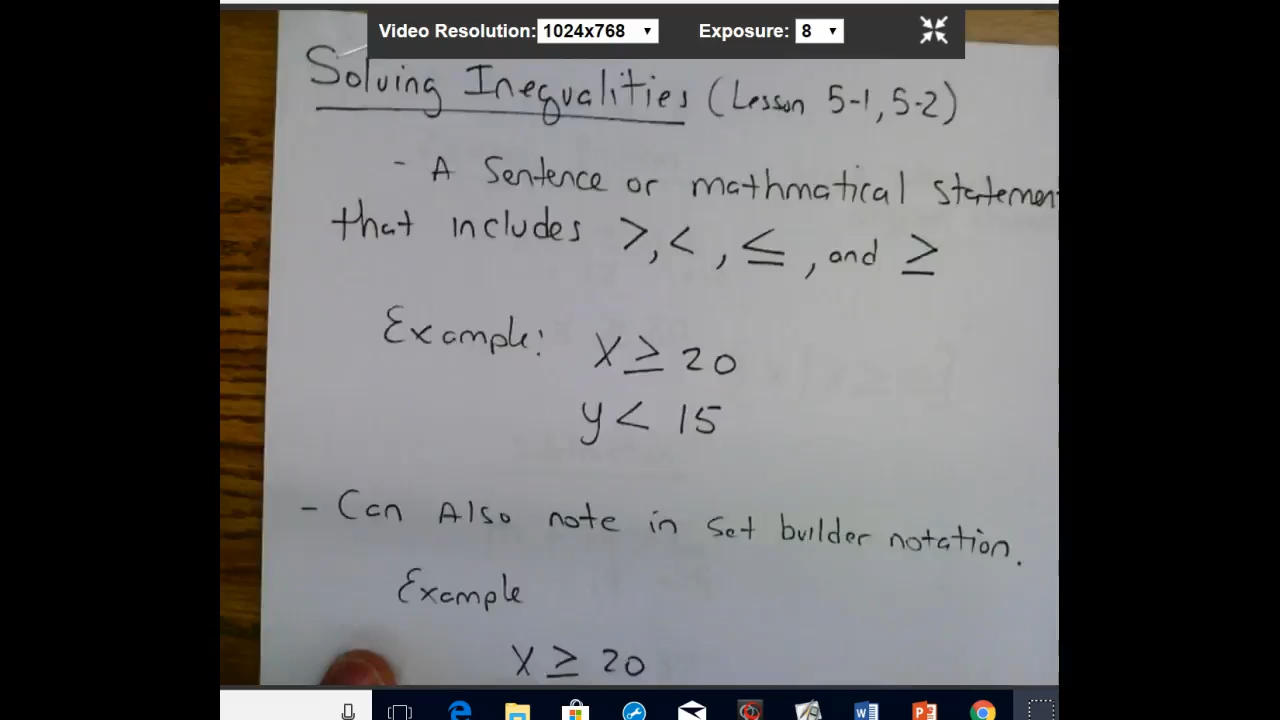 Video Resolution: 1024x768 Exposure: 8
Solving Inequalities (Lesson 5-1, 5-2)
- A Sentence or mathmatical statemen
that includes >, <, ≤, and ≥
Example: x ≥ 20
y < 15
- Can Also note in set builder notation.
Example
x ≥ 20